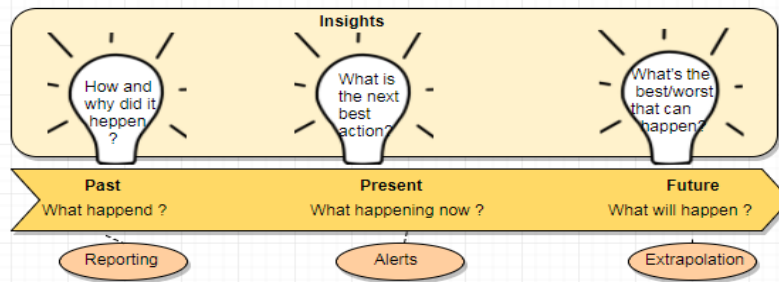 Insights
How and
why did it
heppen
?
What is
the next
best
action?
What's the
best/worst
that can
happen?
Past
Present
Future
What happend ?
What happening now ?
What will happen ?
Reporting
Alerts
Extrapolation